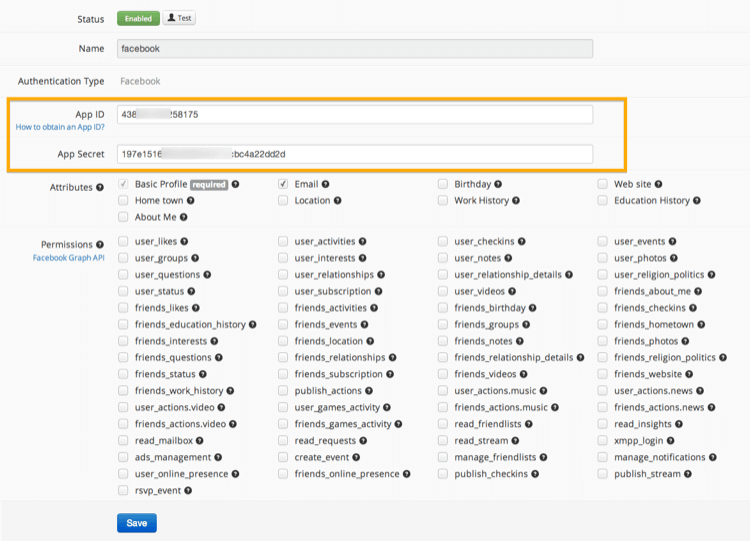 Status Enabled Test
Name facebook
Authentication Type Facebook
App ID 438 258175
How to obtain an App ID?
App Secret 197e1516 cbc4a22dd2d
Attributes Basic Profile required Email Birthday Web site
Home town Location Work History Education History
About Me
Permissions user_likes user_activities user_checkins user_events
Facebook Graph API user_groups user_interests user_notes user_photos
user_questions user_relationships user_relationship_details user_religion_politics
user_status user_subscription user_videos friends_about_me
friends_likes friends_activities friends_birthday friends_checkins
friends_education_history friends_events friends_groups friends_hometown
friends_interests friends_location friends_notes friends_photos
friends_questions friends_relationships friends_relationship_details friends_religion_politics
friends_status friends_subscription friends_videos friends_website
friends_work_history publish_actions user_actions.music user_actions.news
user_actions.video user_games_activity friends_actions.music friends_actions.news
friends_actions.video friends_games_activity read_friendlists read_insights
read_mailbox read_requests read_stream xmpp_login
ads_management create_event manage_friendlists manage_notifications
user_online_presence friends_online_presence publish_checkins publish_stream
rsvp_event
Save